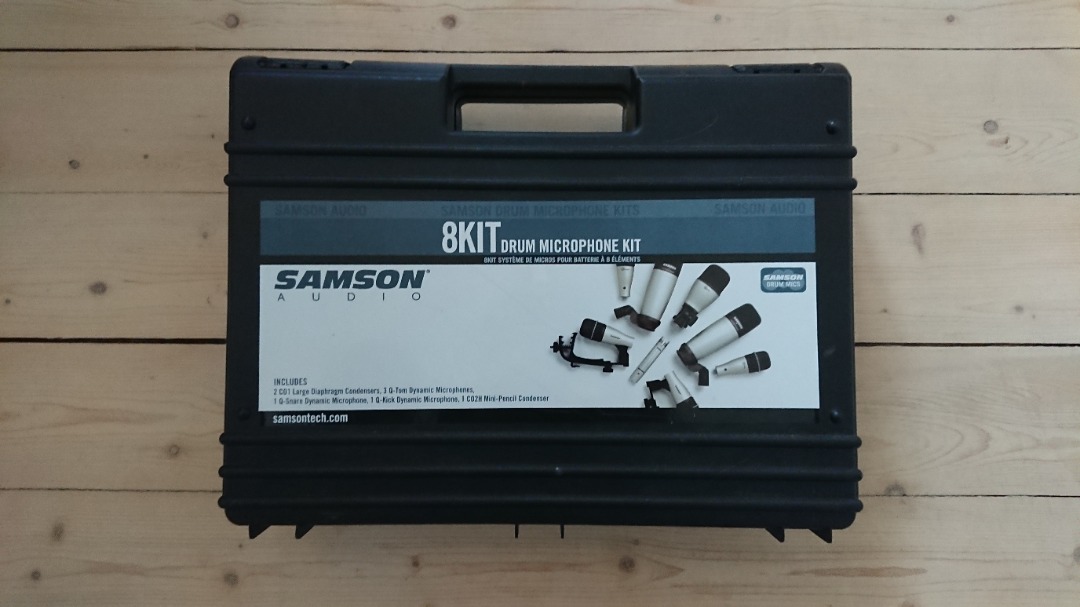 SAMSON AUDIO SAMSON DRUM MICROPHONE KITS SAMSON AUDIO
8KIT DRUM MICROPHONE KIT
8KIT SYSTÈME DE MICROS POUR BATTERIE À 8 ÉLÉMENTS
SAMSON®
AUDIO
SAMSON
DRUM MICS
INCLUDES
2 C01 Large Diaphragm Condensers, 3 Q-Tom Dynamic Microphones,
1 Q-Snare Dynamic Microphone, 1 Q-Kick Dynamic Microphone, 1 C02H Mini-Pencil Condenser
samsontech.com